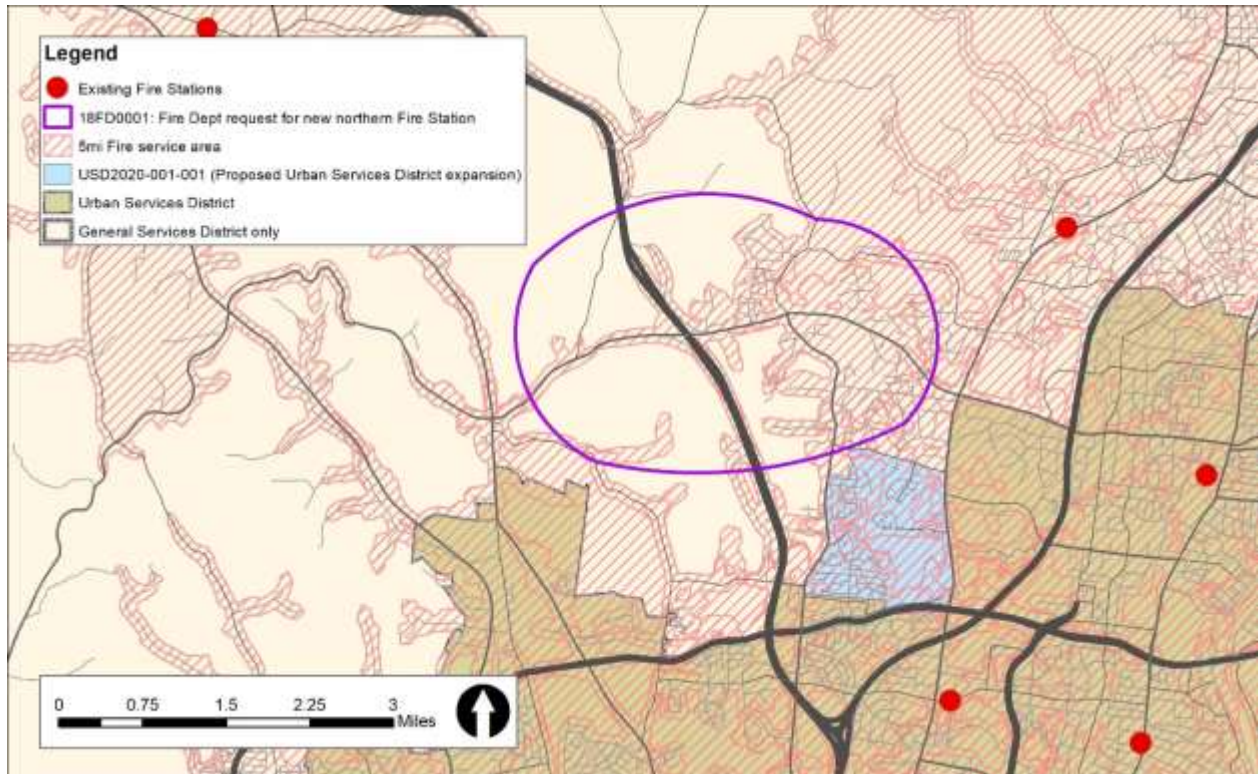 Legend
Existing Fire Stations
18FD0001: Fire Dept request for new northern Fire Station
5mi Fire service area
USD2020-001-001 (Proposed Urban Services District expansion)
Urban Services District
General Services District only
0 0.75 1.5 2.25 3
Miles